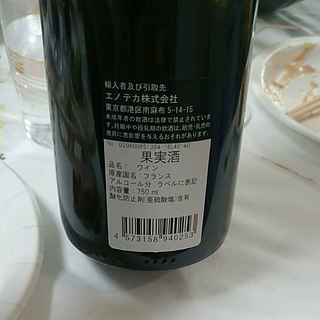 輸入者及び引取先
エノテカ株式会社
東京都港区南麻布 5-14-15
未成年者の飲酒は法律で禁止されています。
妊娠中や授乳期の飲酒は、胎児・乳児の
発育に悪影響を与えるおそれがあります。
果実酒
品名: ワイン
原産国名:フランス
アルコール分:ラベルに表記
内容量:750 ml
酸化防止剤(亜硫酸塩)含有
4 573158 940253